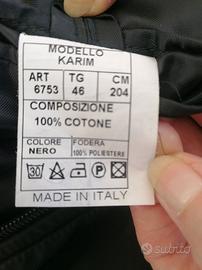 MODELLO
KARIM
ART TG CM
6753 46 204
COMPOSIZIONE
100% COTONE
COLORE FODERA
NERO 100% POLIESTERE
30 A P
MADE IN ITALY
subito